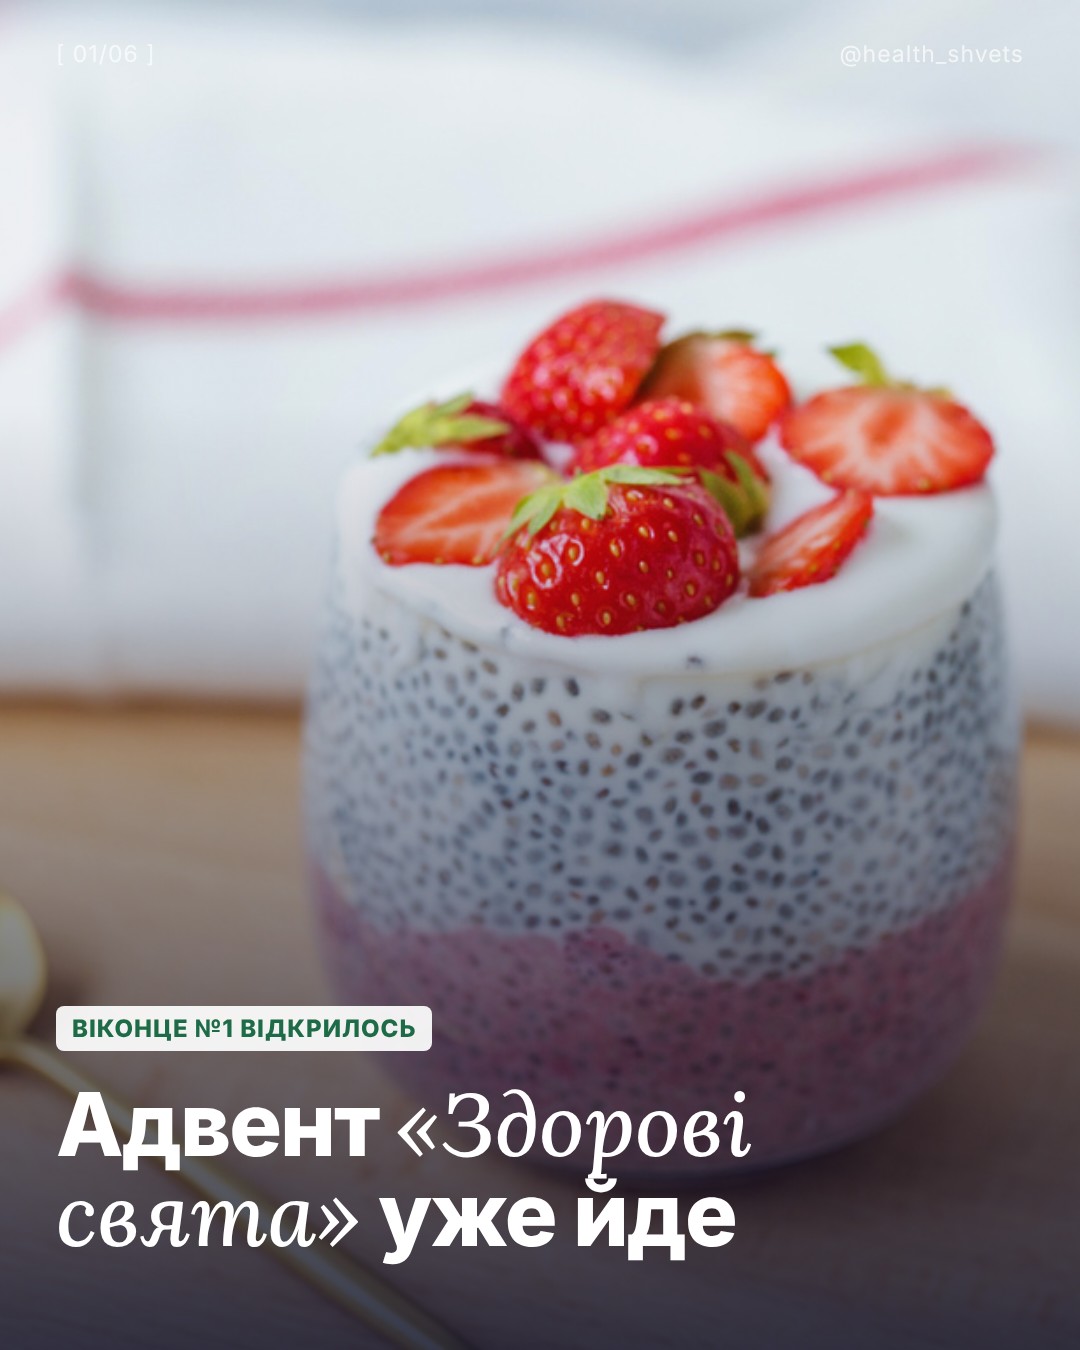 [ 01/06 ]
@health_shvets
ВІКОНЦЕ №1 ВІДКРИЛОСЬ
Адвент «Здорові
свята» уже йде